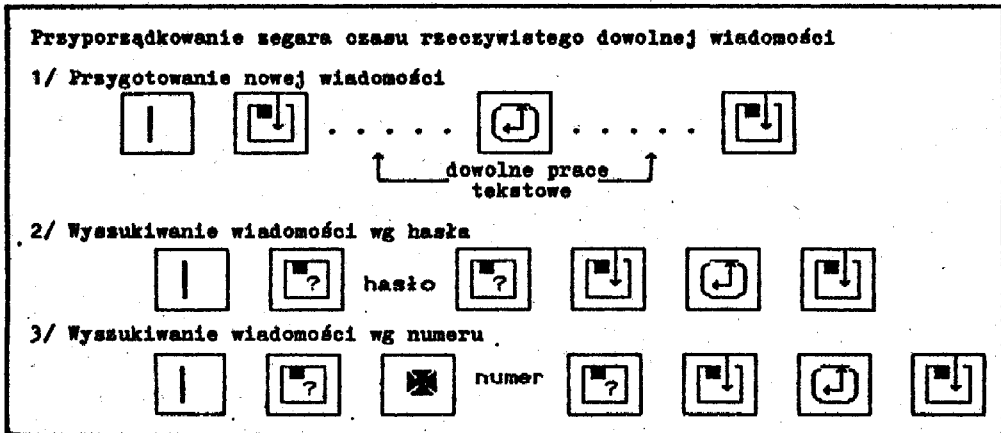 Przyporządkowanie zegara czasu rzeczywistego dowolnej wiadomości
1/ Przygotowanie nowej wiadomości
dowolne prace
tekstowe
2/ Wyszukiwanie wiadomości wg hasła
? hasło ?
3/ Wyszukiwanie wiadomości wg numeru
? numer ?